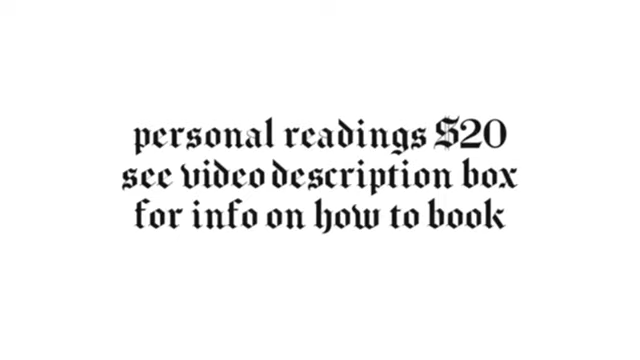 personal readings $20
see video description box
for info on how to book